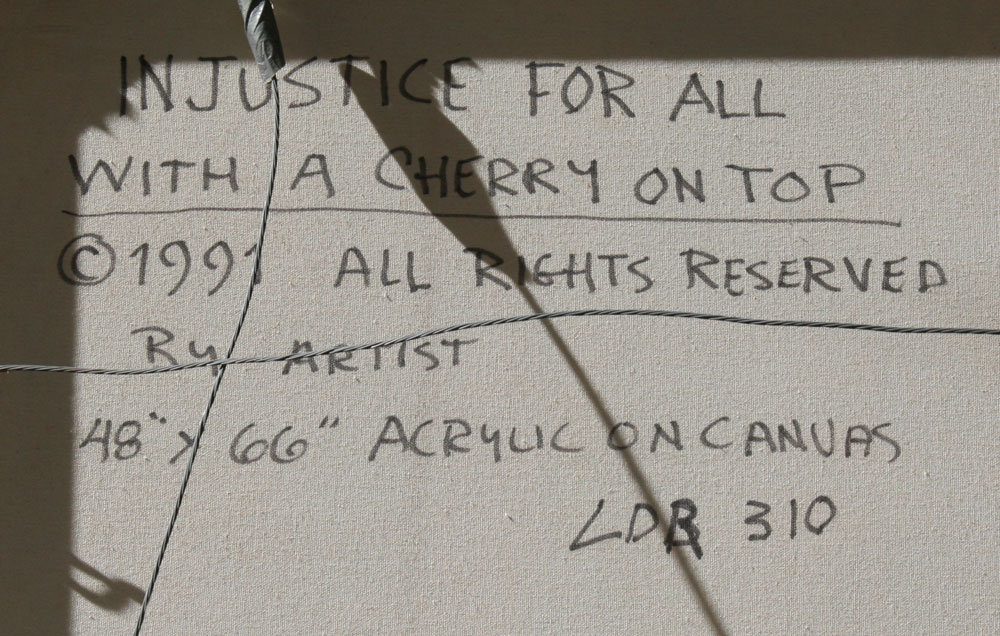 INJUSTICE FOR ALL
WITH A CHERRY ON TOP
©1991 ALL RIGHTS RESERVED
By ARTIST
48" x 66" ACRYLIC ON CANVAS
LDB 310